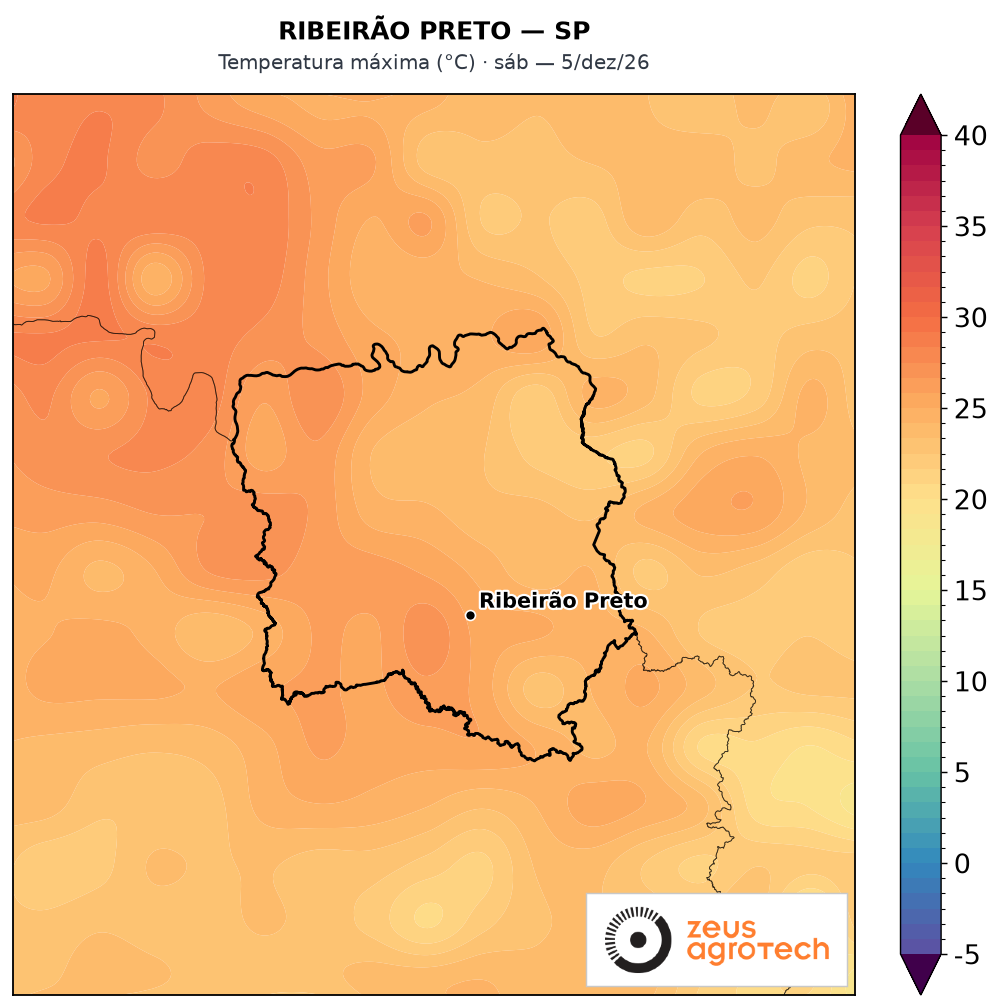 RIBEIRÃO PRETO — SP
Temperatura máxima (°C) · sáb — 5/dez/26
40
35
30
25
20
15
10
5
0
-5
Ribeirão Preto
zeus
agrotech